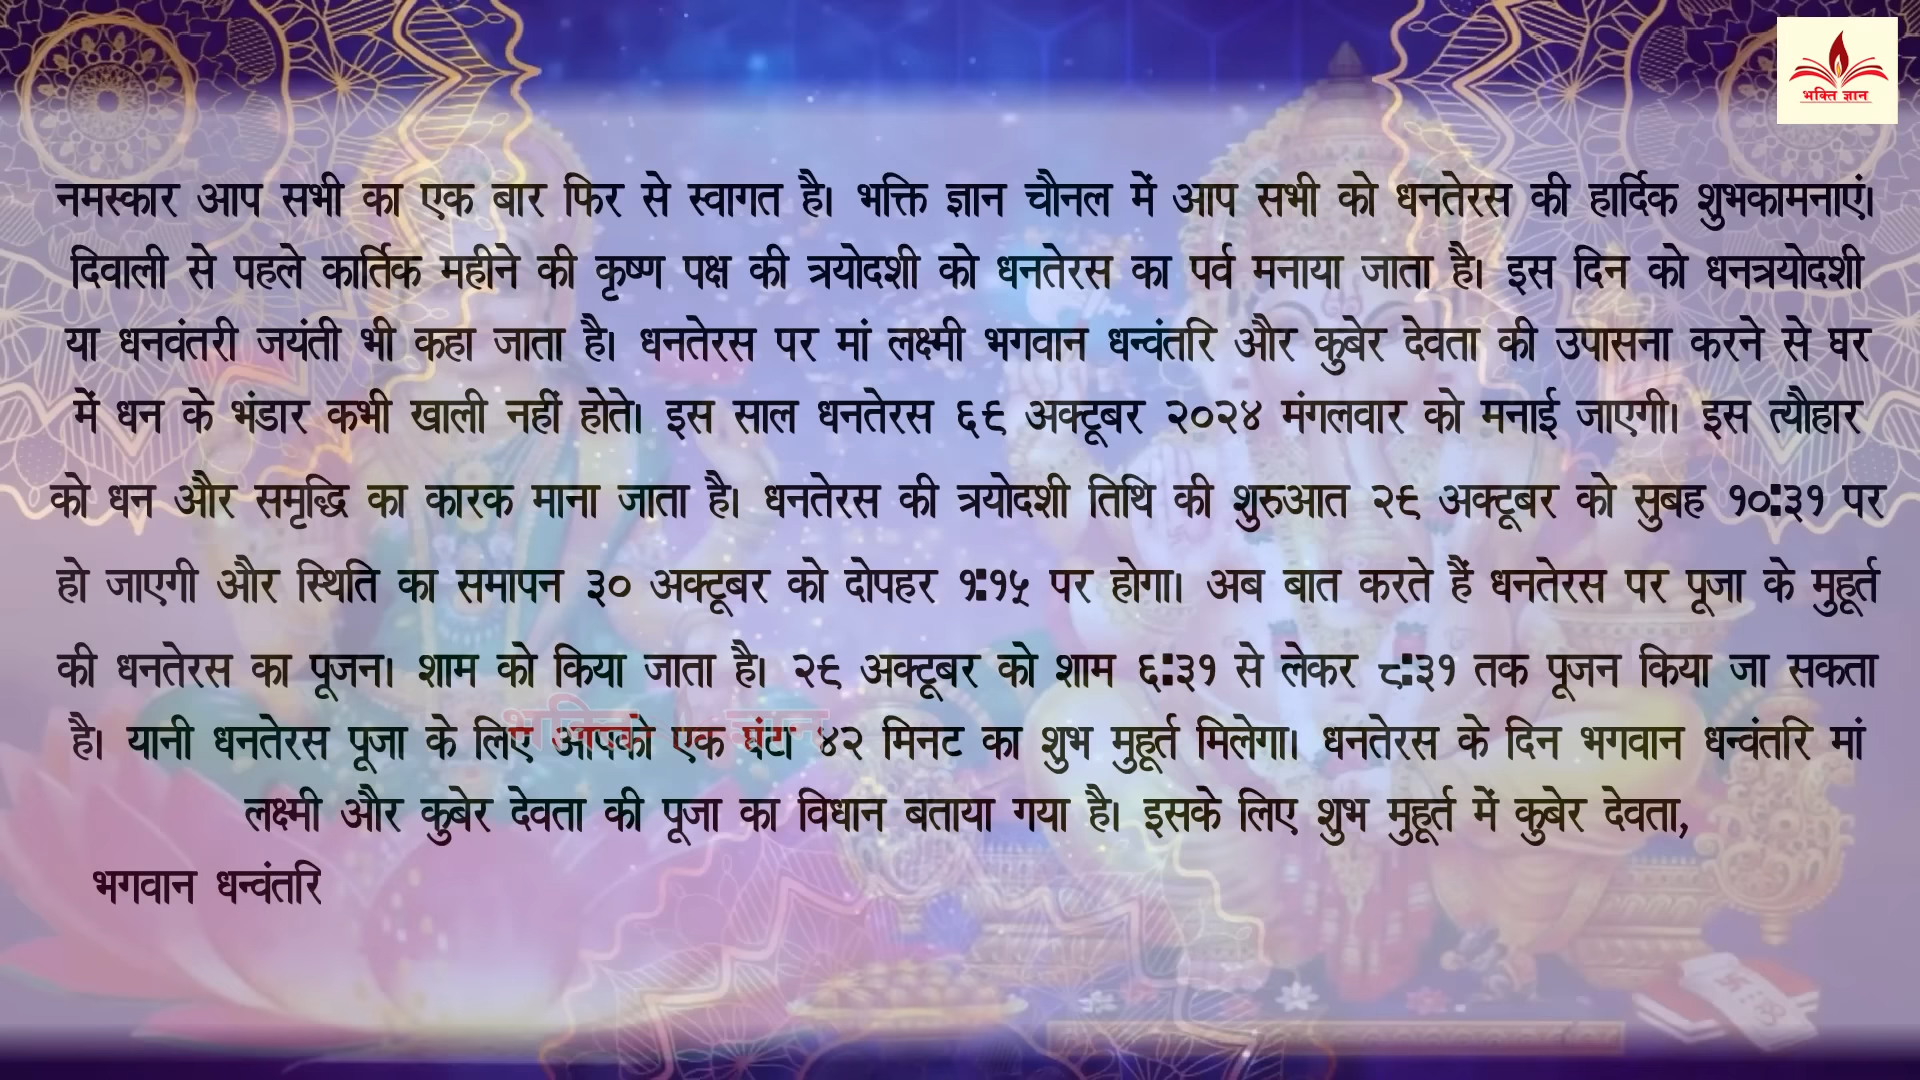 भक्ति ज्ञान
नमस्कार आप सभी का एक बार फिर से स्वागत है। भक्ति ज्ञान चौनल में आप सभी को धनतेरस की हार्दिक शुभकामनाएं।
दिवाली से पहले कार्तिक महीने की कृष्ण पक्ष की त्रयोदशी को धनतेरस का पर्व मनाया जाता है। इस दिन को धनत्रयोदशी
या धनवंतरी जयंती भी कहा जाता है। धनतेरस पर मां लक्ष्मी भगवान धन्वंतरि और कुबेर देवता की उपासना करने से घर
में धन के भंडार कभी खाली नहीं होते। इस साल धनतेरस ६९ अक्टूबर २०२४ मंगलवार को मनाई जाएगी। इस त्यौहार
को धन और समृद्धि का कारक माना जाता है। धनतेरस की त्रयोदशी तिथि की शुरुआत २९ अक्टूबर को सुबह १०:३१ पर
हो जाएगी और स्थिति का समापन ३० अक्टूबर को दोपहर १:१५ पर होगा। अब बात करते हैं धनतेरस पर पूजा के मुहूर्त
की धनतेरस का पूजन। शाम को किया जाता है। २९ अक्टूबर को शाम ६:३१ से लेकर ८:३१ तक पूजन किया जा सकता
है। यानी धनतेरस पूजा के लिए आपको एक घंटा ४२ मिनट का शुभ मुहूर्त मिलेगा। धनतेरस के दिन भगवान धन्वंतरि मां
लक्ष्मी और कुबेर देवता की पूजा का विधान बताया गया है। इसके लिए शुभ मुहूर्त में कुबेर देवता,
भगवान धन्वंतरि
भक्ति ज्ञान